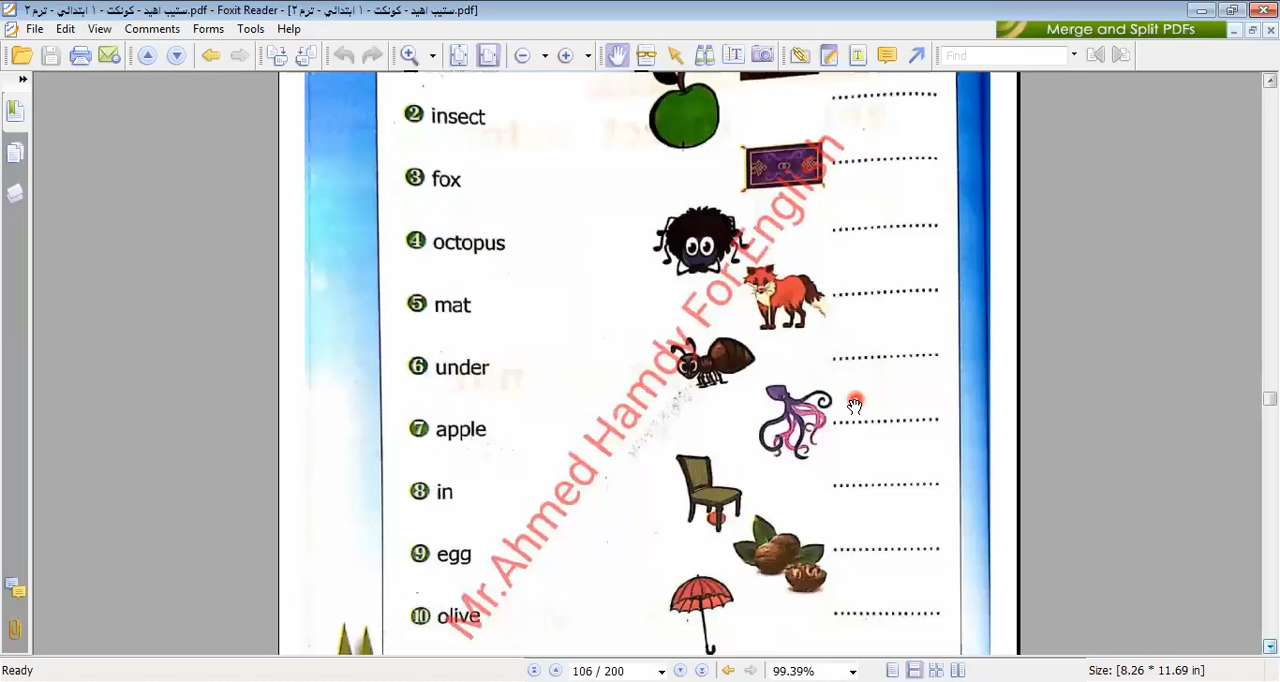 ستيب اهيد - كونكت - ١ ابتدائي - ترم ٢.pdf - Foxit Reader - [ستيب اهيد - كونكت - ١ ابتدائي - ترم ٢.pdf]
File Edit View Comments Forms Tools Help
Merge and Split PDFs
Find
2 insect
3 fox
4 octopus
5 mat
6 under
7 apple
8 in
9 egg
10 olive
Mr.Ahmed Hamdy For English
Ready
106 / 200
99.39%
Size: [8.26 * 11.69 in]